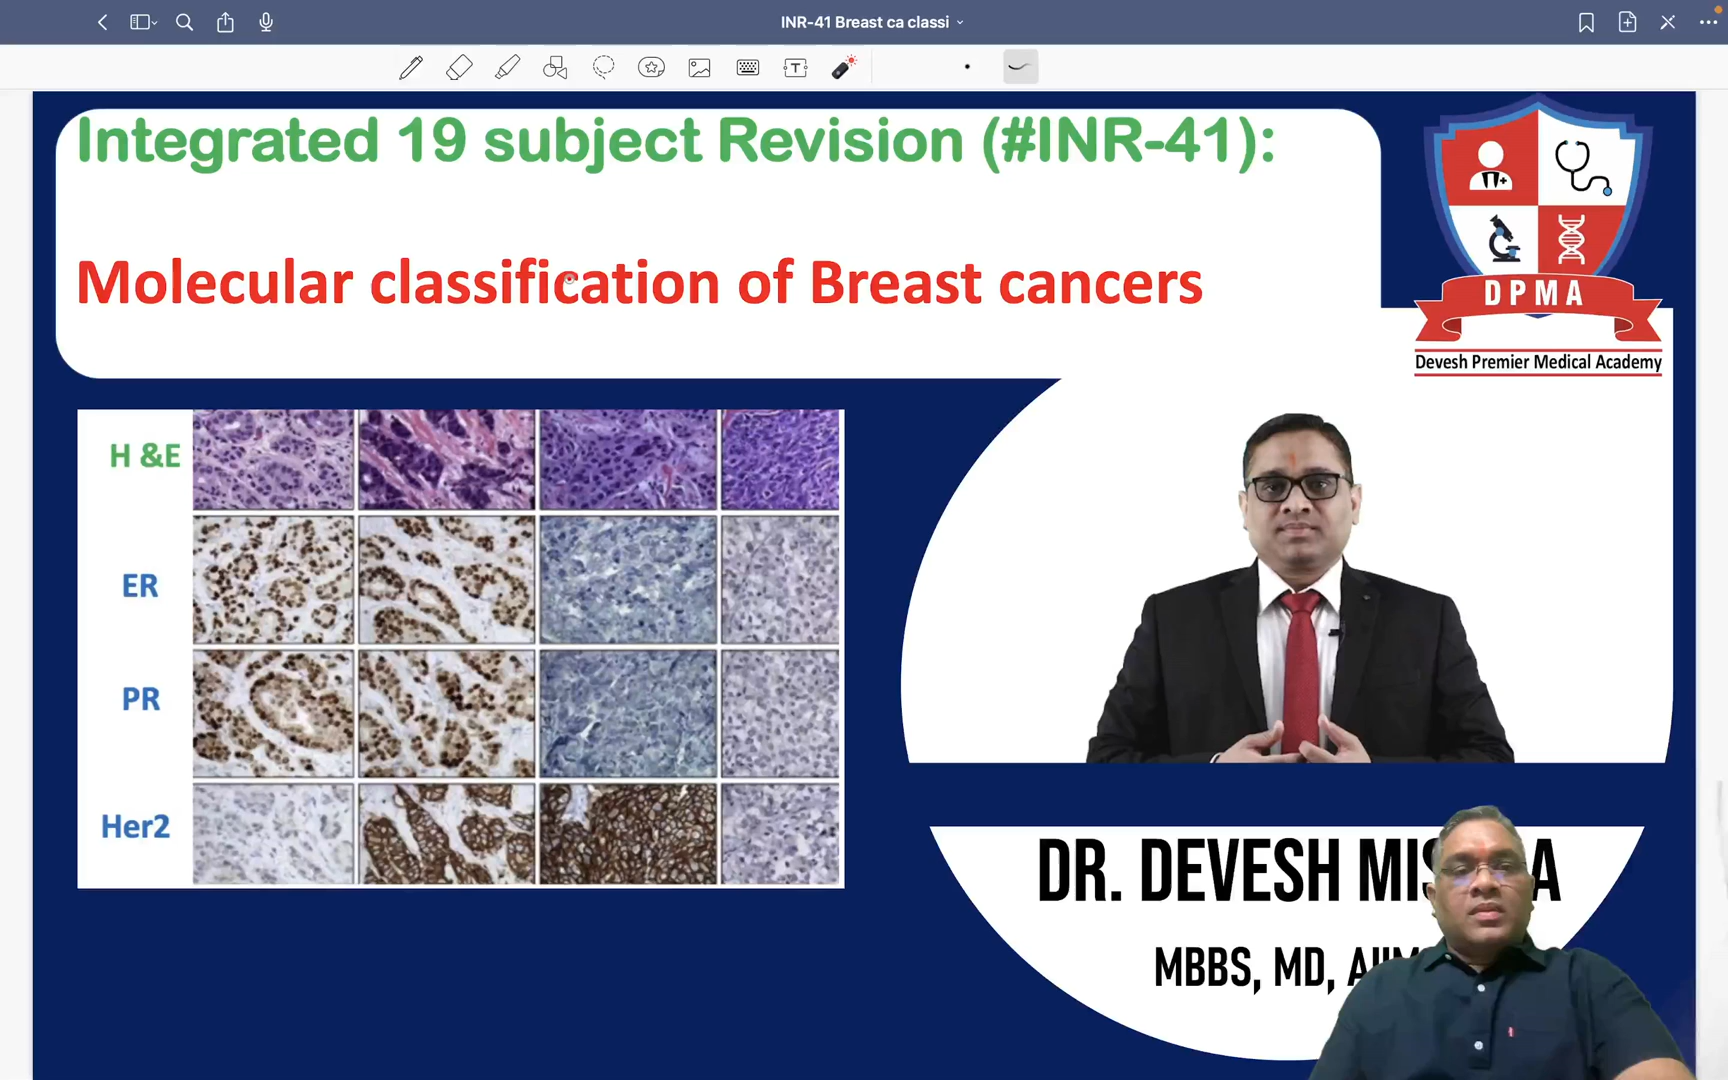 INR-41 Breast ca classi
Integrated 19 subject Revision (#INR-41):
Molecular classification of Breast cancers
DPMA
Devesh Premier Medical Academy
H &E
ER
PR
Her2
DR. DEVESH
MBBS, MD,